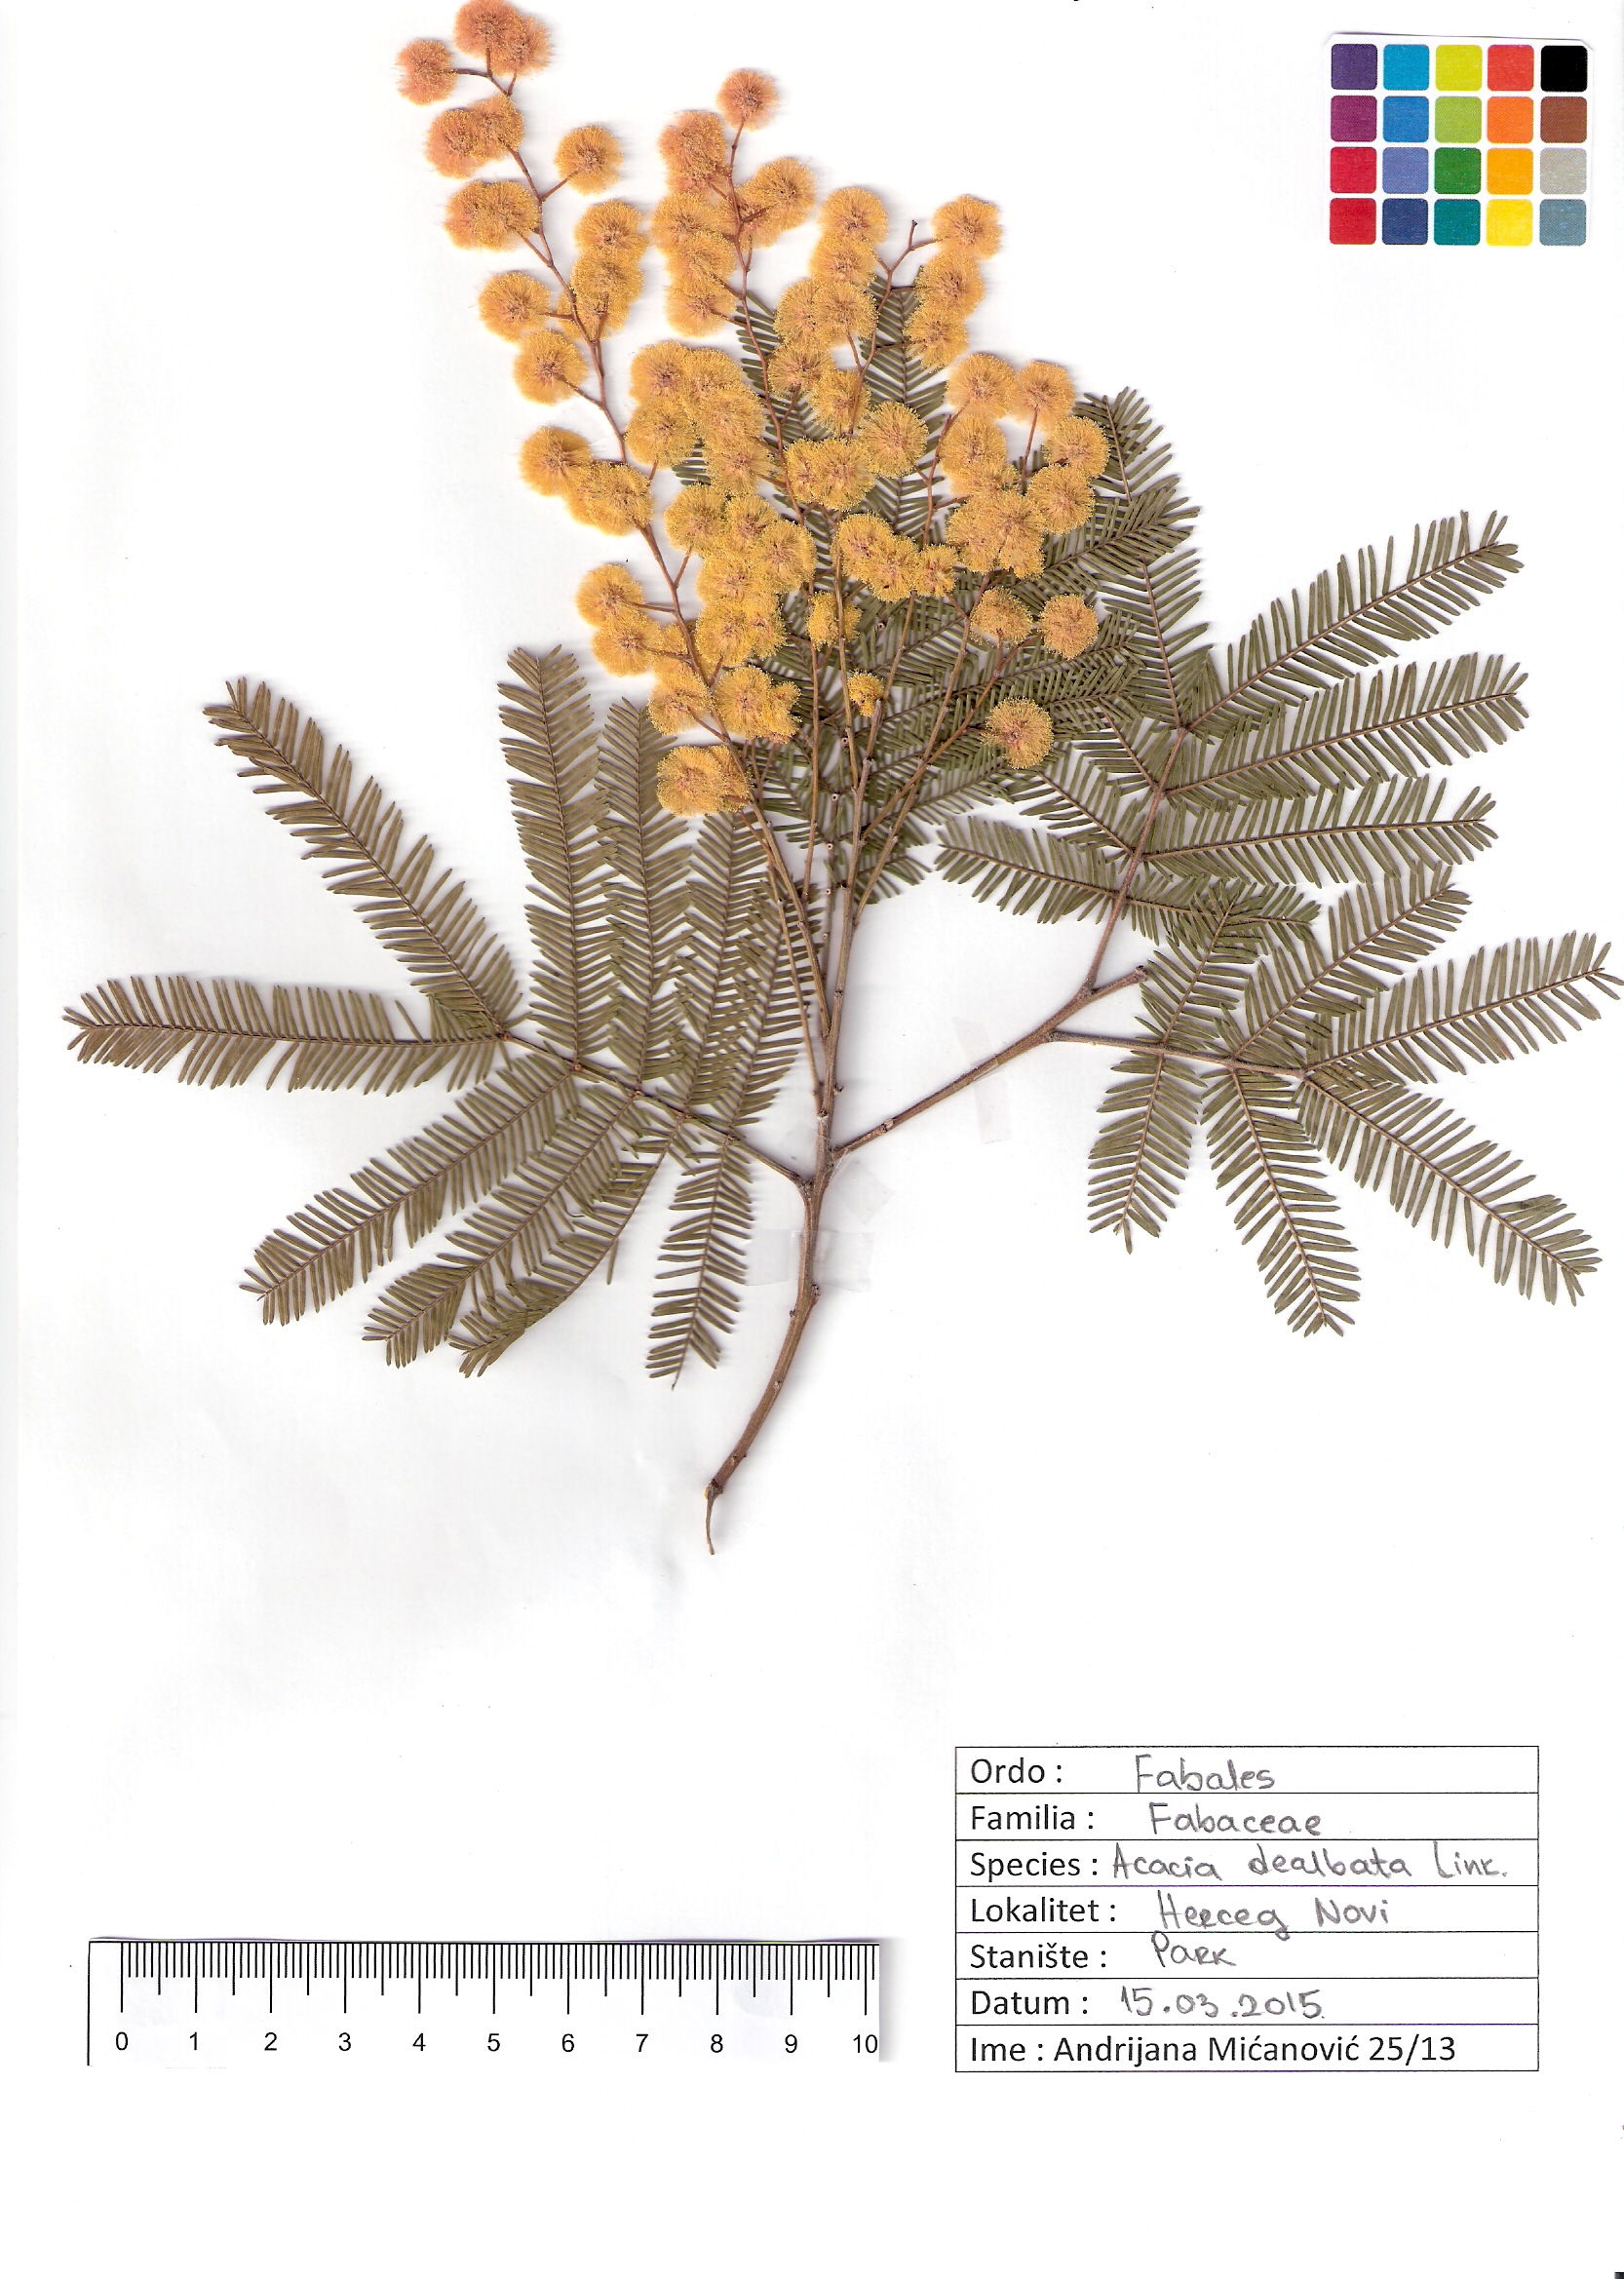 Ordo : Fabales
Familia : Fabaceae
Species : Acacia dealbata Link.
Lokalitet : Herceg Novi
Stanište : Park
Datum : 15.03.2015.
Ime : Andrijana Mićanović 25/13
0 1 2 3 4 5 6 7 8 9 10